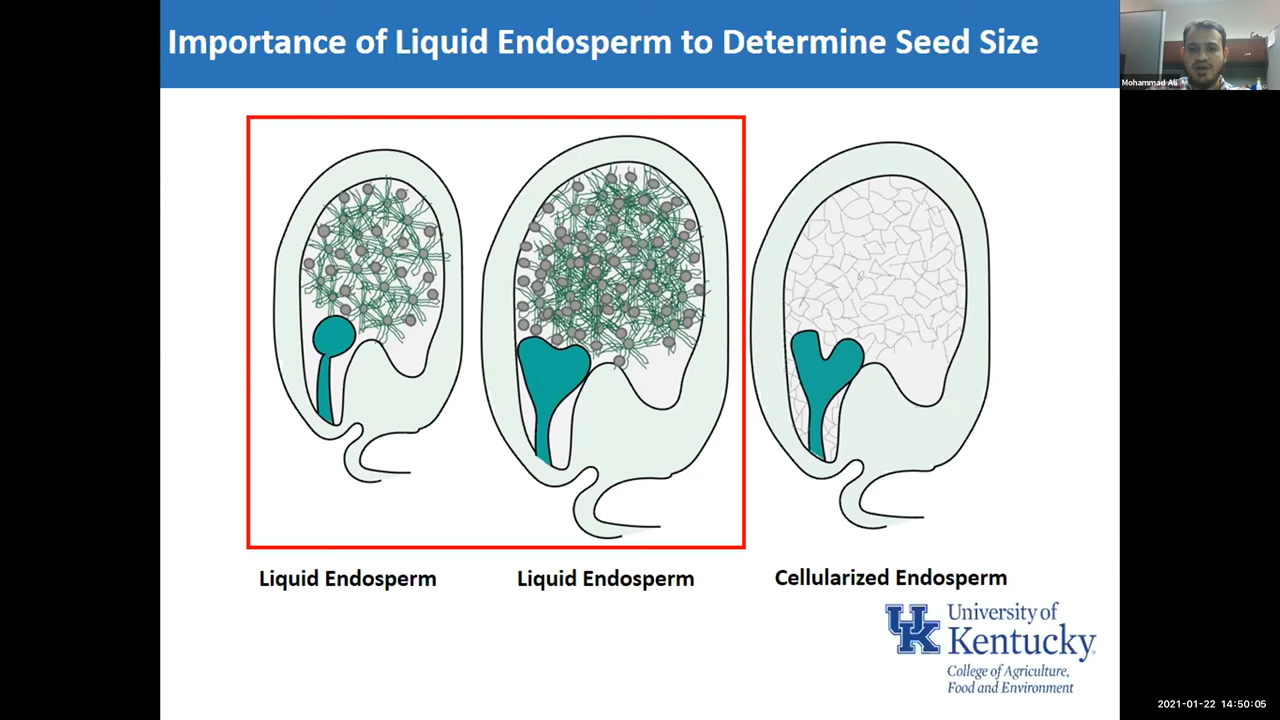 Importance of Liquid Endosperm to Determine Seed Size
Mohammad Ali
Liquid Endosperm
Liquid Endosperm
Cellularized Endosperm
UK
University of
Kentucky
College of Agriculture,
Food and Environment
2021-01-22 14:50:05